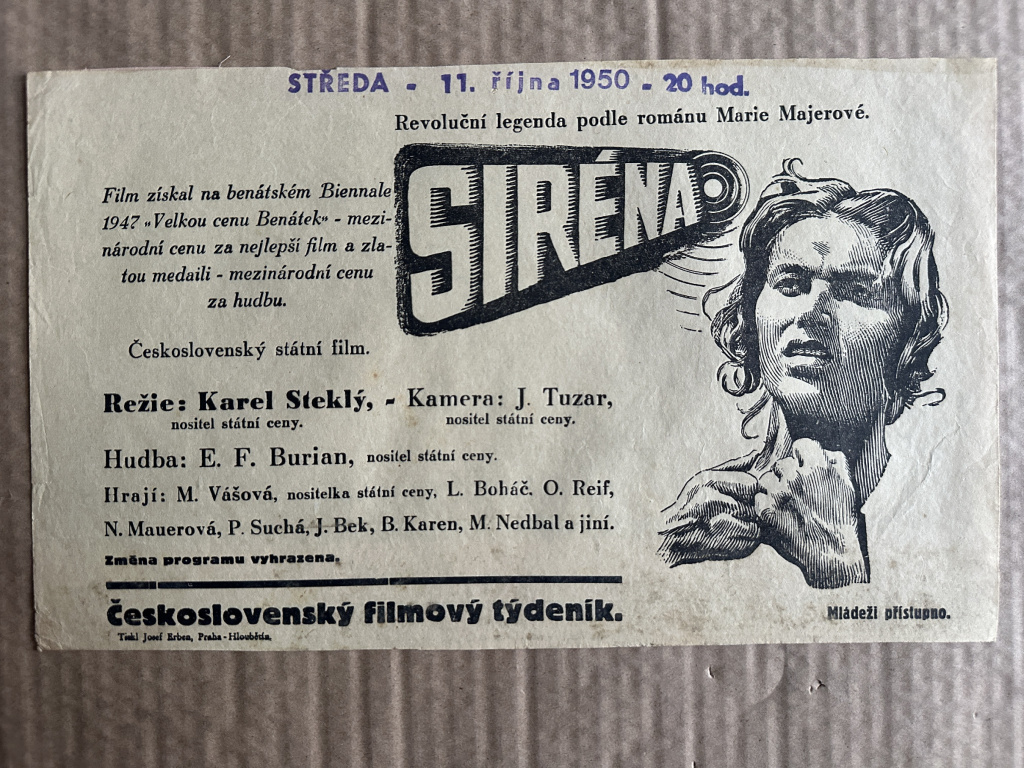 STŘEDA - 11. října 1950 - 20 hod.
Revoluční legenda podle románu Marie Majerové.
SIRÉNA
Film získal na benátském Biennale
1947 „Velkou cenu Benátek“ - mezi-
národní cenu za nejlepší film a zla-
tou medaili - mezinárodní cenu
za hudbu.
Československý státní film.
Režie: Karel Steklý, - Kamera: J. Tuzar,
nositel státní ceny. nositel státní ceny.
Hudba: E. F. Burian, nositel státní ceny.
Hrají: M. Vášová, nositelka státní ceny, L. Boháč. O. Reif,
N. Mauerová, P. Suchá, J. Bek, B. Karen, M. Nedbal a jiní.
Změna programu vyhrazena.
Československý filmový týdeník.
Mládeži přístupno.
Tiskl Josef Erben, Praha-Hloubětín.